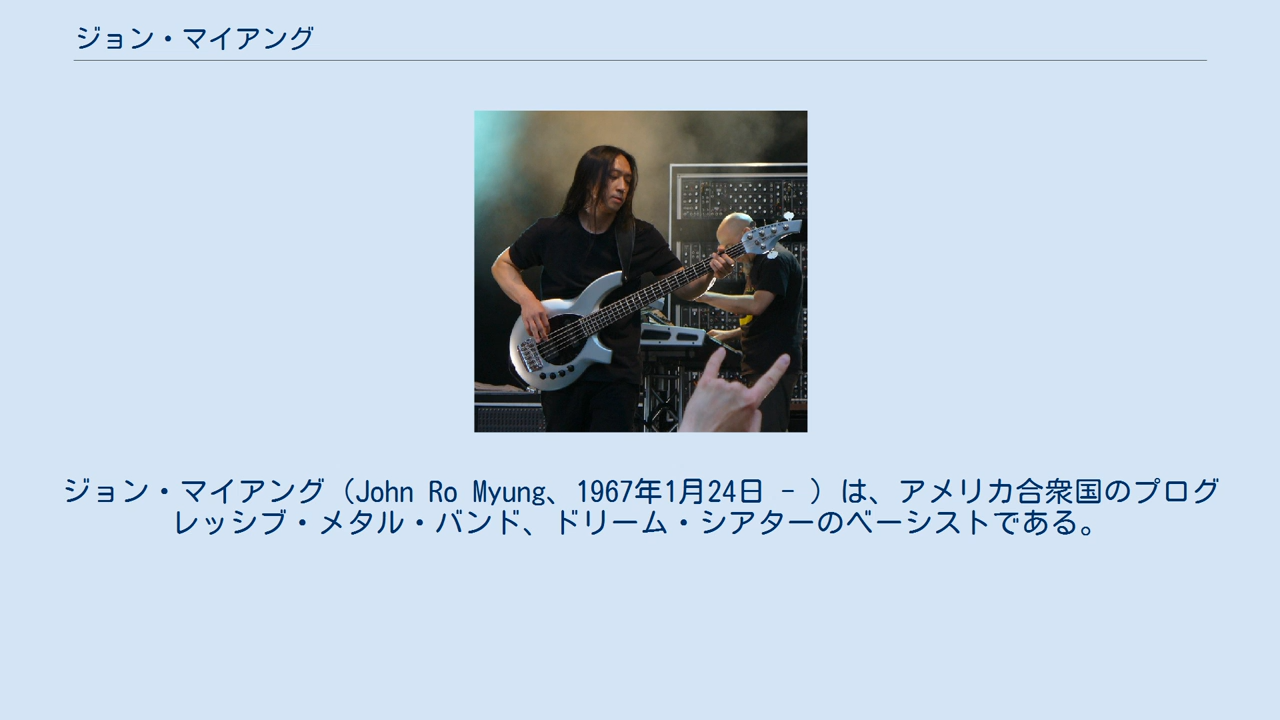 ジョン・マイアング
ジョン・マイアング（John Ro Myung、1967年1月24日 - ）は、アメリカ合衆国のプログ
レッシブ・メタル・バンド、ドリーム・シアターのベーシストである。